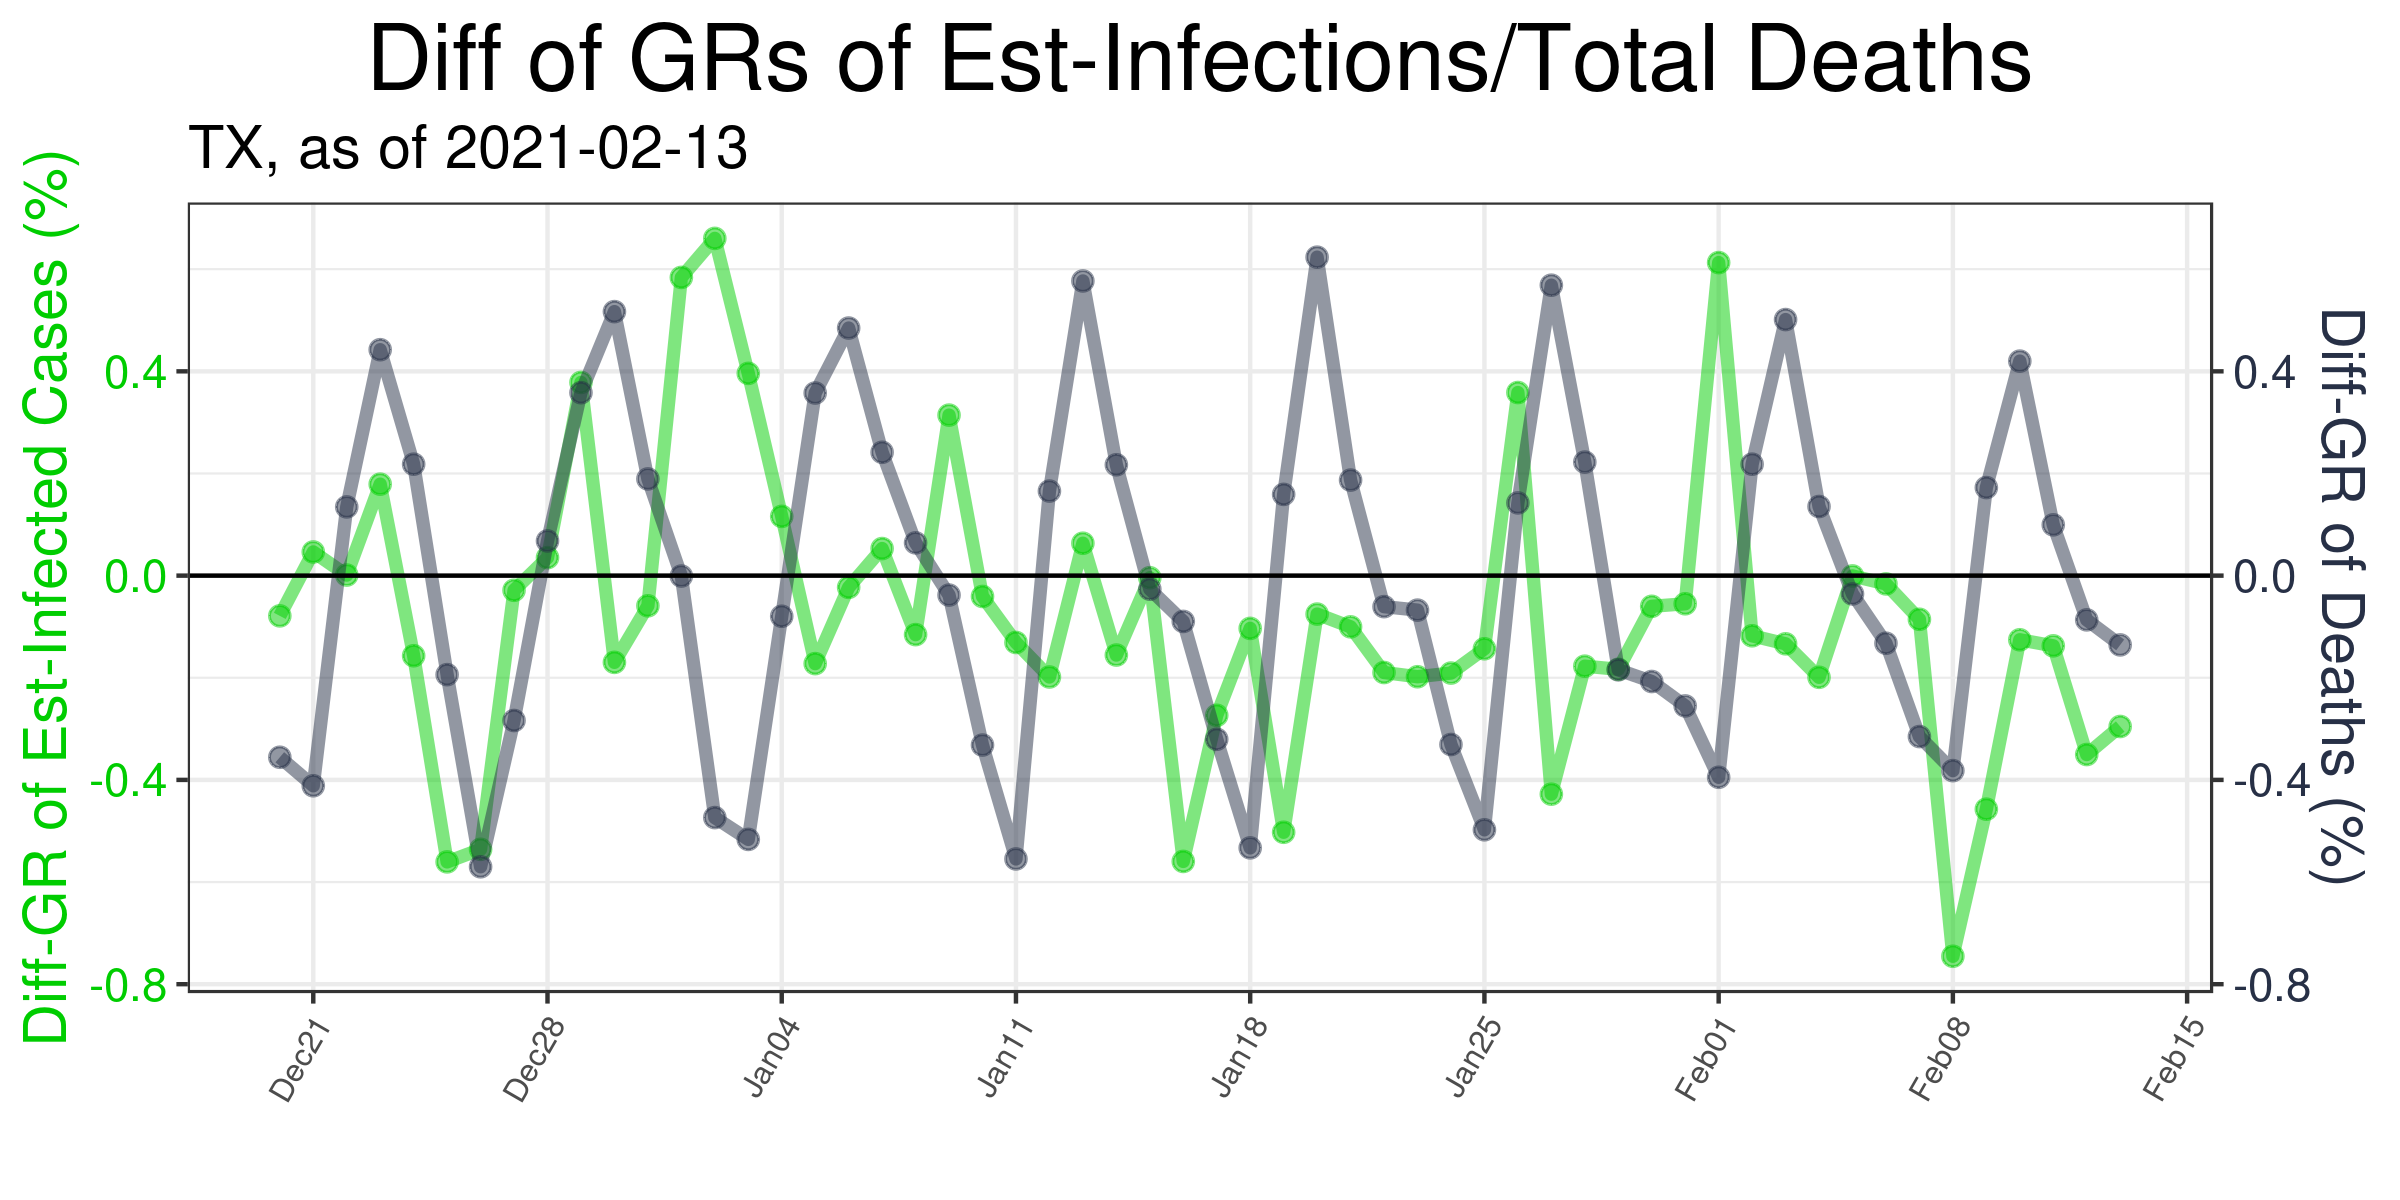 Diff of GRs of Est-Infections/Total Deaths
TX, as of 2021-02-13
Diff-GR of Est-Infected Cases (%)
0.4
0.0
-0.4
-0.8
0.4
0.0
-0.4
-0.8
Diff-GR of Deaths (%)
Dec21
Dec28
Jan04
Jan11
Jan18
Jan25
Feb01
Feb08
Feb15